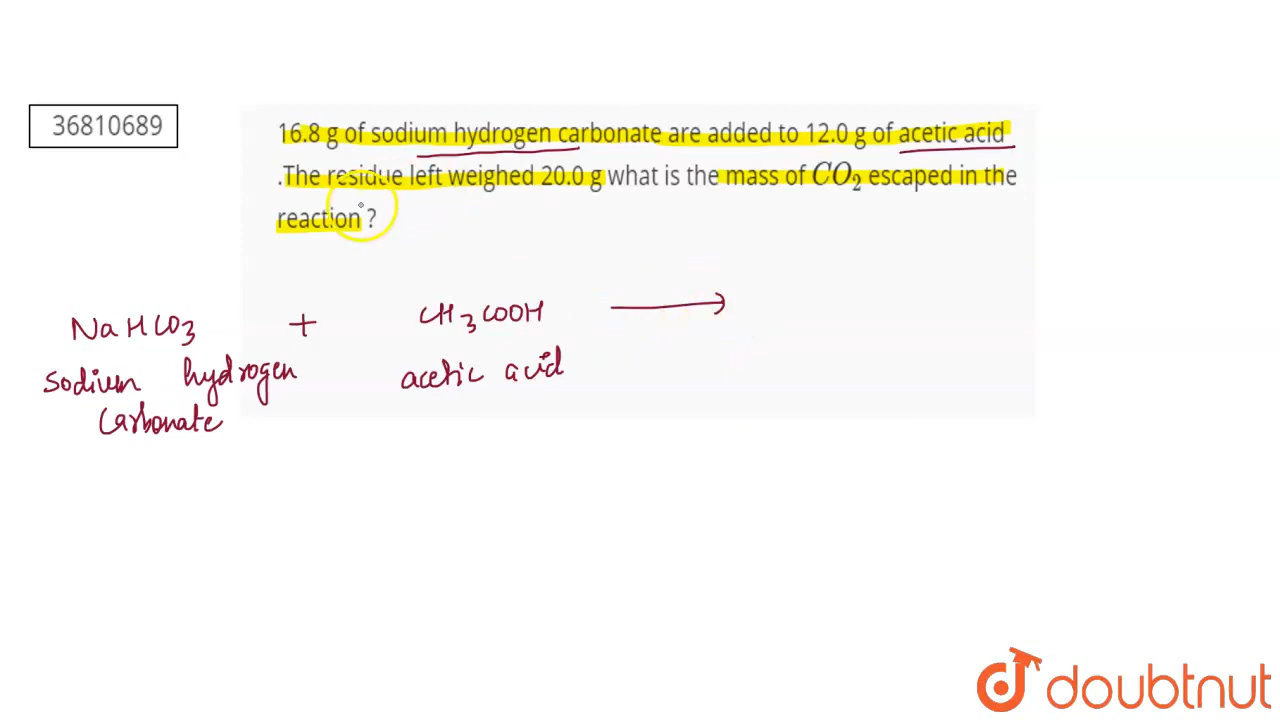 36810689
16.8 g of sodium hydrogen carbonate are added to 12.0 g of acetic acid
.The residue left weighed 20.0 g what is the mass of CO₂ escaped in the
reaction ?
NaHCO3 + CH3COOH ⟶
sodium hydrogen acetic acid
Carbonate
doubtnut